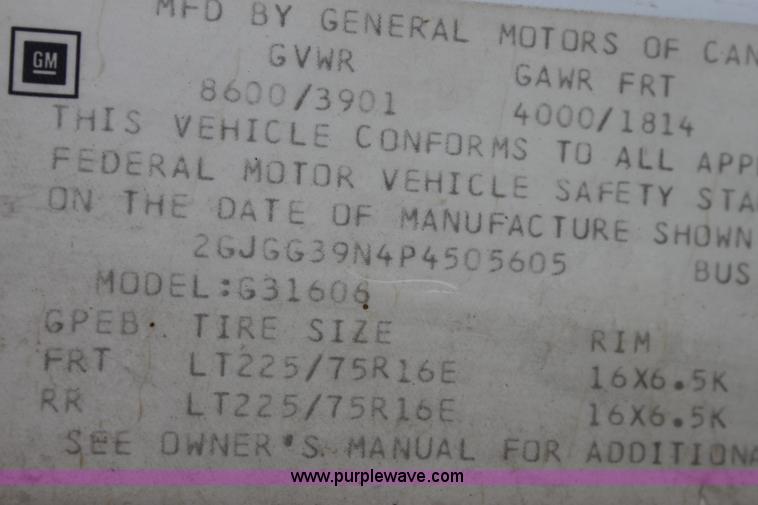 MFD BY GENERAL MOTORS OF CAN
GM
GVWR GAWR FRT
8600/3901 4000/1814
THIS VEHICLE CONFORMS TO ALL APPL
FEDERAL MOTOR VEHICLE SAFETY STA
ON THE DATE OF MANUFACTURE SHOWN
2GJGG39N4P4505605 BUS
MODEL:G31606
GPEB TIRE SIZE RIM
FRT LT225/75R16E 16X6.5K
RR LT225/75R16E 16X6.5K
SEE OWNER'S MANUAL FOR ADDITIONA
www.purplewave.com